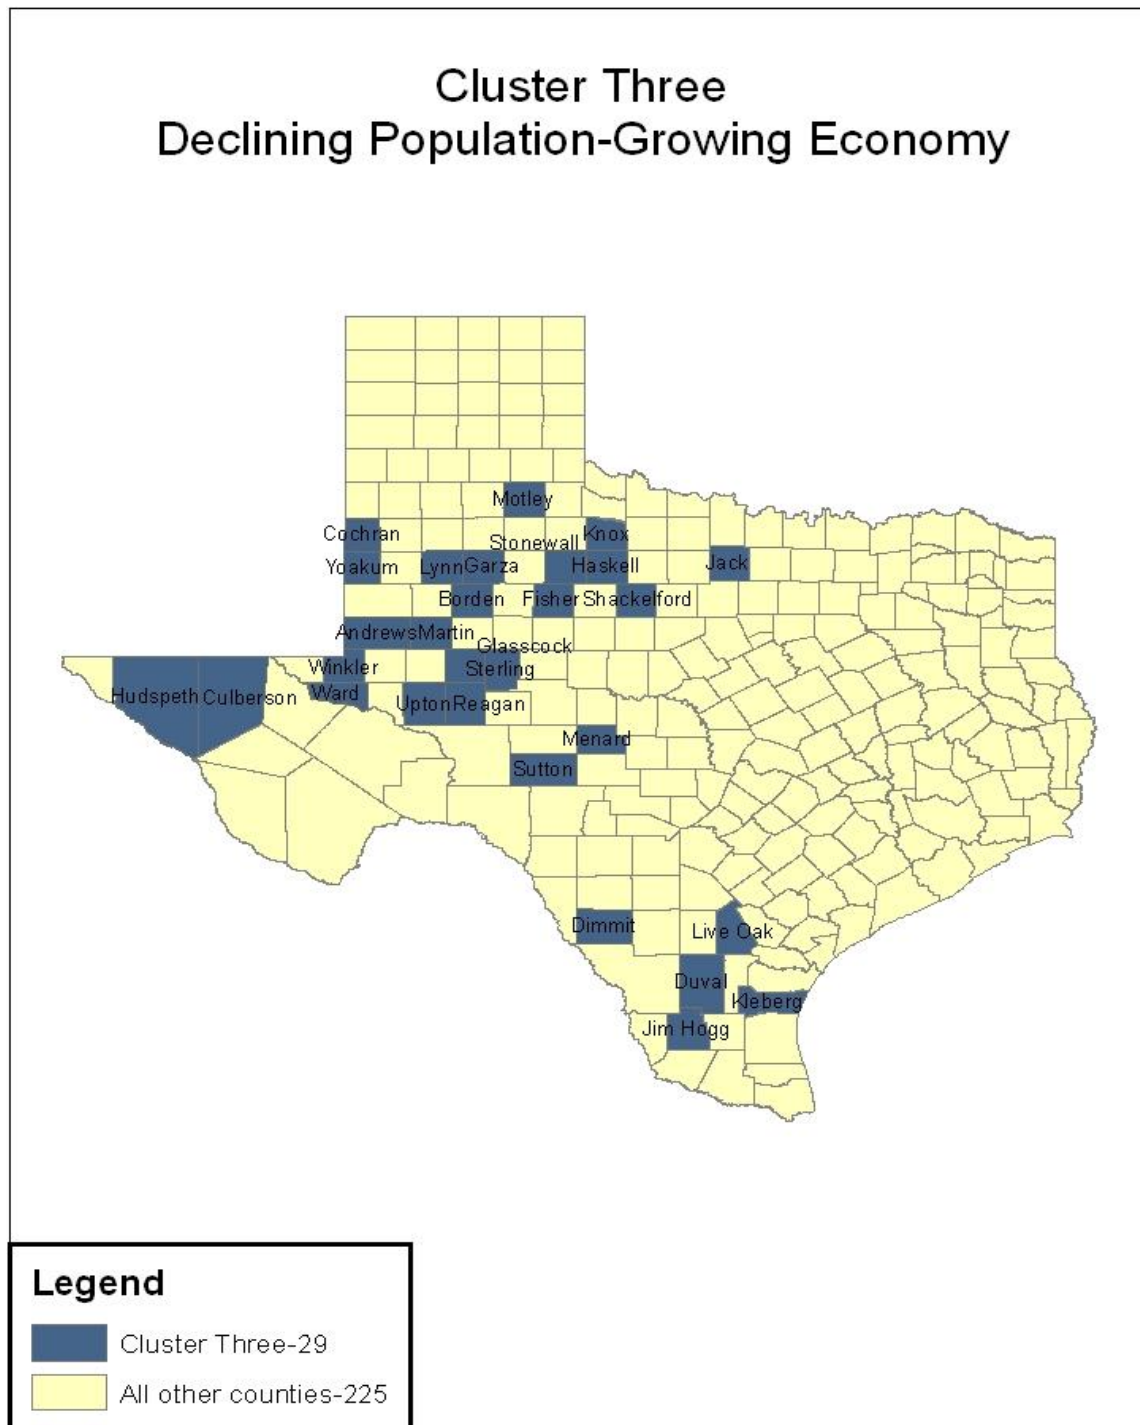 Cluster Three
Declining Population-Growing Economy
Motley
Cochran
Knox
Stonewall
Yoakum
Lynn
Garza
Haskell
Jack
Borden
Fisher
Shackelford
Andrews
Martin
Glasscock
Winkler
Sterling
Hudspeth
Culberson
Ward
Upton
Reagan
Menard
Sutton
Dimmit
Live Oak
Duval
Kleberg
Jim Hogg
Legend
Cluster Three-29
All other counties-225